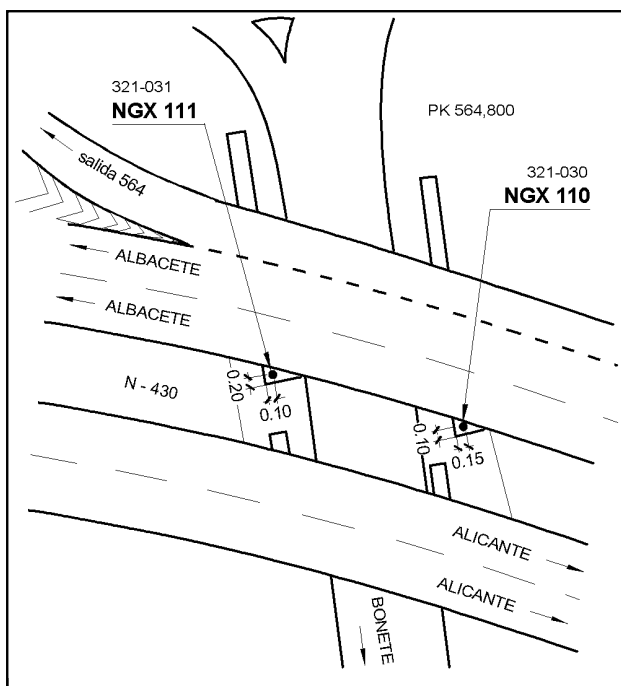 321-031
NGX 111
PK 564,800
salida 564
321-030
NGX 110
ALBACETE
ALBACETE
N - 430
0.20
0.10
0.10
0.15
ALICANTE
ALICANTE
BONETE